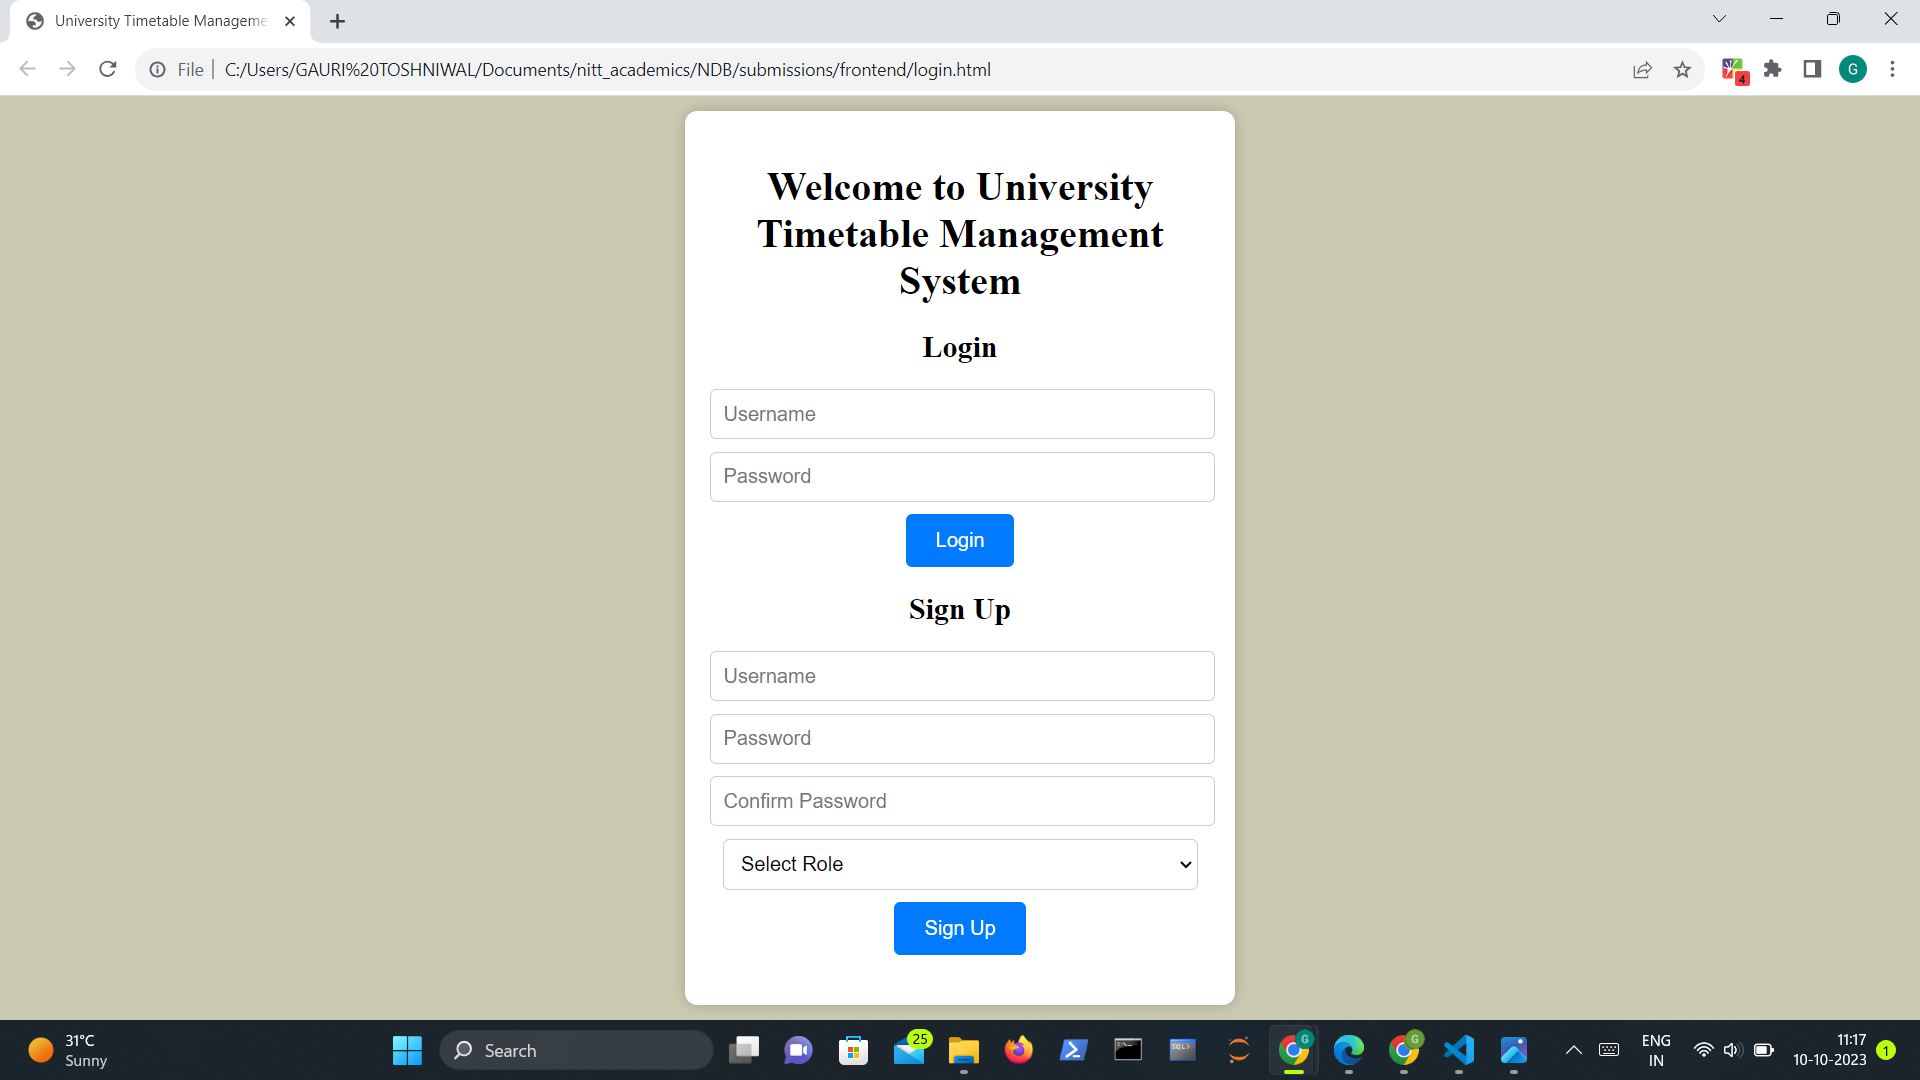 University Timetable Manageme
File
C:/Users/GAURI%20TOSHNIWAL/Documents/nitt_academics/NDB/submissions/frontend/login.html
4
G
Welcome to University
Timetable Management
System
Login
Username
Password
Login
Sign Up
Username
Password
Confirm Password
Select Role
Sign Up
31°C
Sunny
Search
25
SQL>
G
G
ENG
IN
11:17
10-10-2023
1